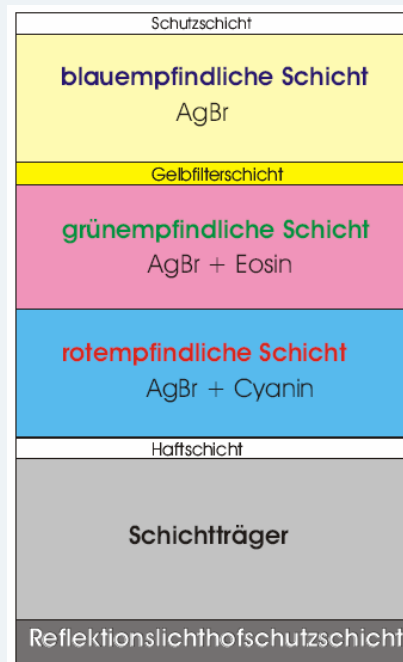 Schutzschicht
blauempfindliche Schicht
AgBr
Gelbfilterschicht
grünempfindliche Schicht
AgBr + Eosin
rotempfindliche Schicht
AgBr + Cyanin
Haftschicht
Schichtträger
Reflektionslichthofschutzschicht